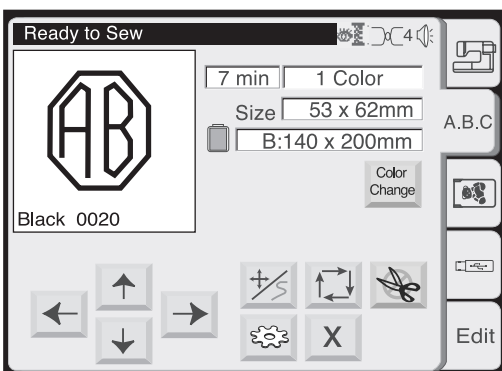 Ready to Sew
4
AB
Black 0020
7 min
1 Color
Size 53 x 62mm
B:140 x 200mm
Color
Change
X
A.B.C
Edit